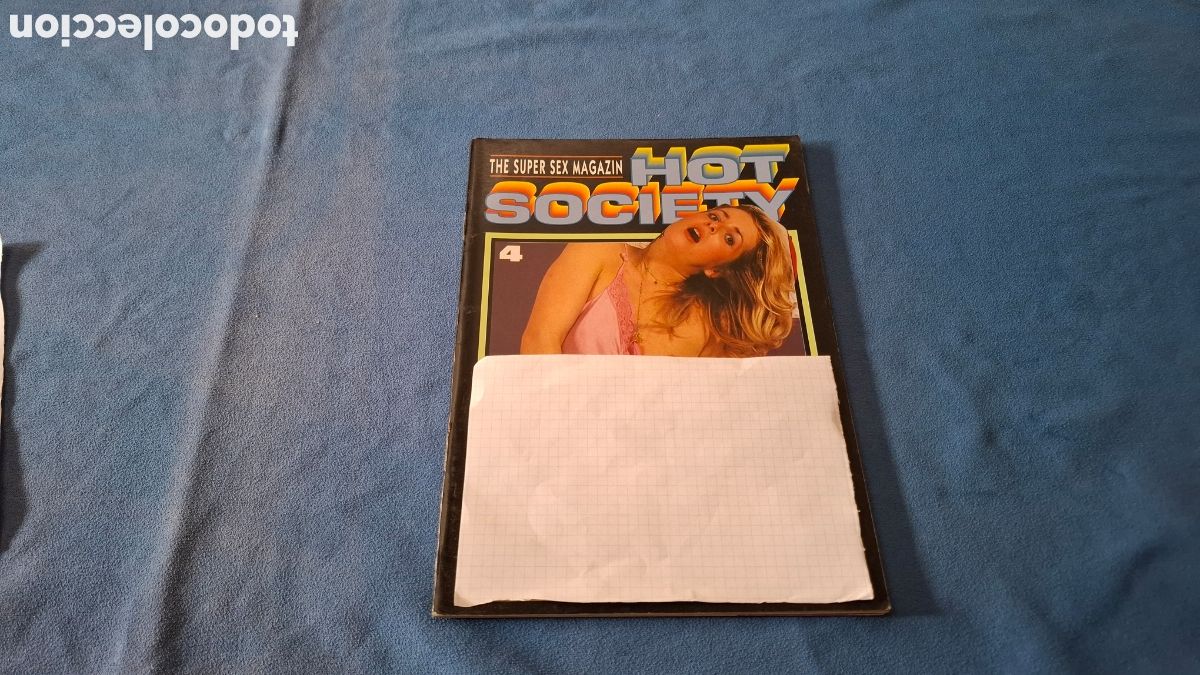 todocoleccion
THE SUPER SEX MAGAZIN HOT
SOCIETY
4